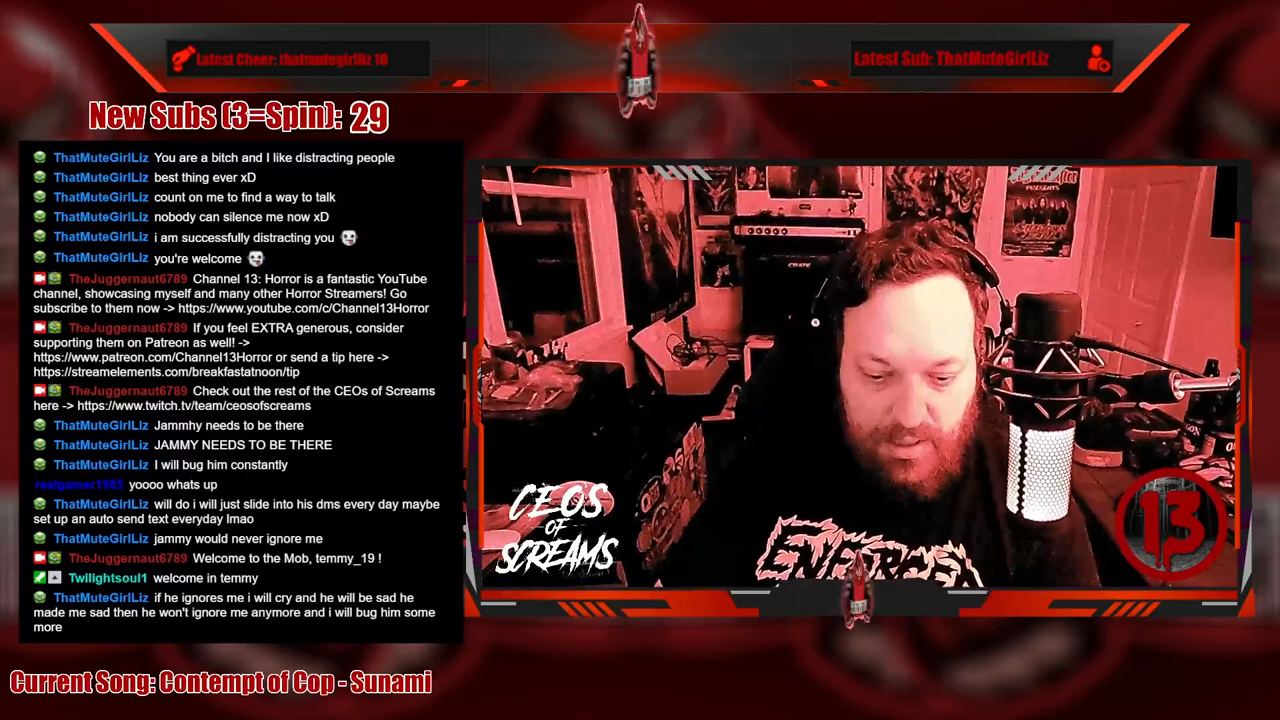 Latest Cheer: thatmutegirlliz 10
Latest Sub: ThatMuteGirlLiz
New Subs (3=Spin): 29
ThatMuteGirlLiz You are a bitch and I like distracting people
ThatMuteGirlLiz best thing ever xD
ThatMuteGirlLiz count on me to find a way to talk
ThatMuteGirlLiz nobody can silence me now xD
ThatMuteGirlLiz i am successfully distracting you
ThatMuteGirlLiz you're welcome
TheJuggernaut6789 Channel 13: Horror is a fantastic YouTube
channel, showcasing myself and many other Horror Streamers! Go
subscribe to them now -> https://www.youtube.com/c/Channel13Horror
TheJuggernaut6789 If you feel EXTRA generous, consider
supporting them on Patreon as well! ->
https://www.patreon.com/Channel13Horror or send a tip here ->
https://streamelements.com/breakfastatnoon/tip
TheJuggernaut6789 Check out the rest of the CEOs of Screams
here -> https://www.twitch.tv/team/ceosofscreams
ThatMuteGirlLiz Jammhy needs to be there
ThatMuteGirlLiz JAMMY NEEDS TO BE THERE
ThatMuteGirlLiz I will bug him constantly
realgamer1985 yoooo whats up
ThatMuteGirlLiz will do i will just slide into his dms every day maybe
set up an auto send text everyday lmao
ThatMuteGirlLiz jammy would never ignore me
TheJuggernaut6789 Welcome to the Mob, temmy_19 !
Twilightsoul1 welcome in temmy
ThatMuteGirlLiz if he ignores me i will cry and he will be sad he
made me sad then he won't ignore me anymore and i will bug him some
more
Current Song: Contempt of Cop - Sunami
CRATE
PRESENTS
CEOS
OF
SCREAMS
13